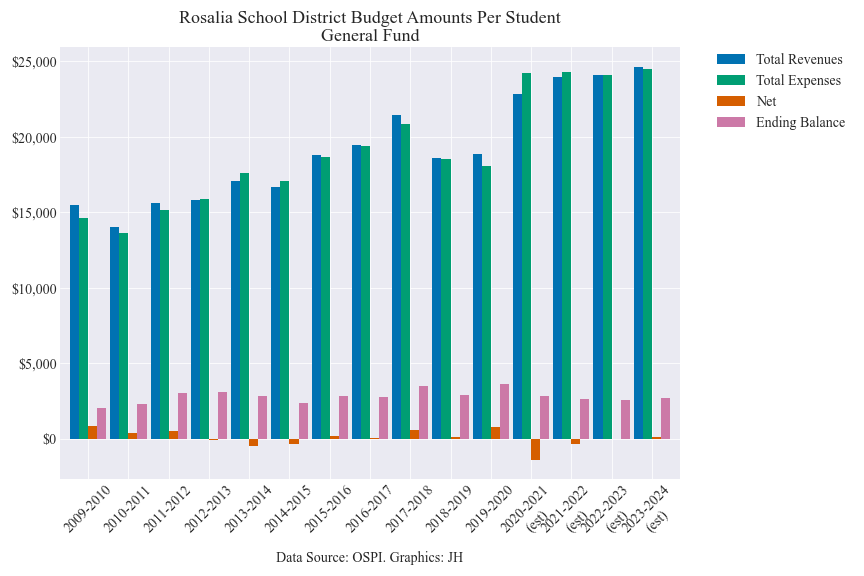 Rosalia School District Budget Amounts Per Student
General Fund
Total Revenues
Total Expenses
Net
Ending Balance
$25,000
$20,000
$15,000
$10,000
$5,000
$0
2009-2010
2010-2011
2011-2012
2012-2013
2013-2014
2014-2015
2015-2016
2016-2017
2017-2018
2018-2019
2019-2020
2020-2021
(est)
2021-2022
(est)
2022-2023
(est)
2023-2024
(est)
Data Source: OSPI. Graphics: JH